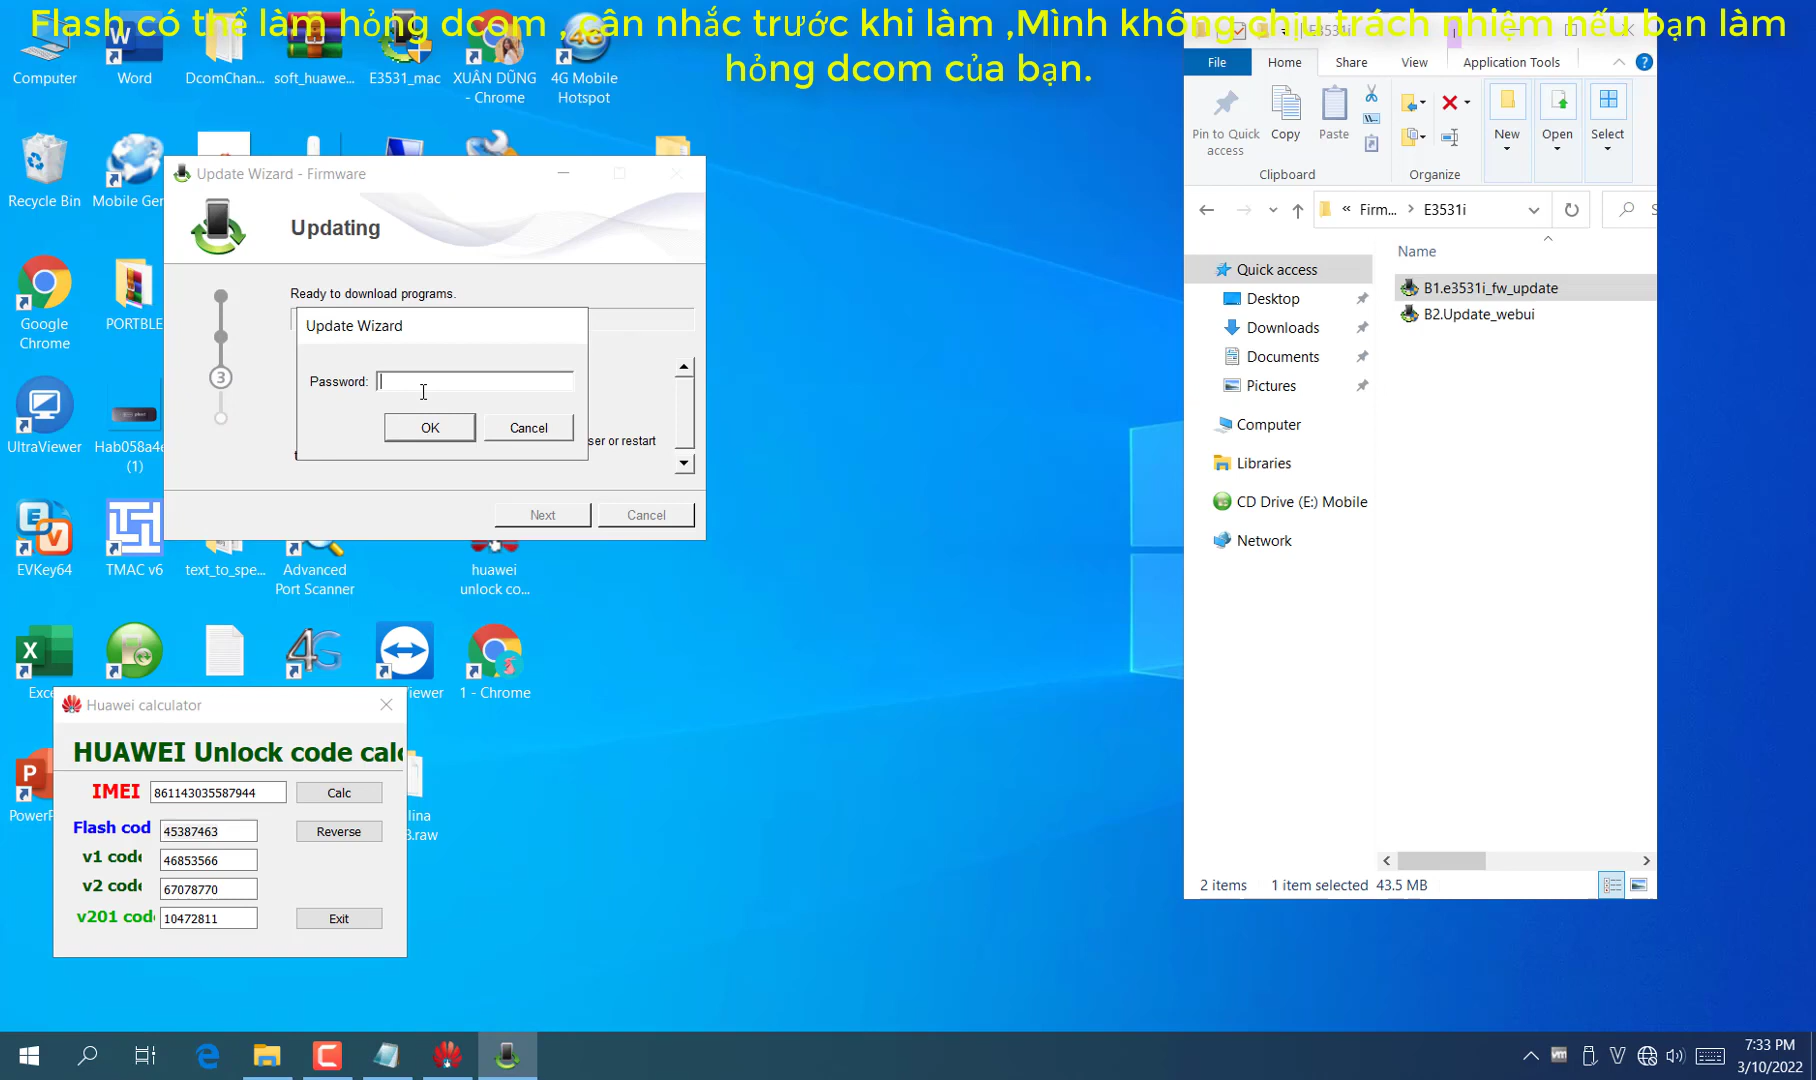 Flash có thể làm hỏng dcom , cân nhắc trước khi làm ,Mình không chịu trách nhiệm nếu bạn làm
hỏng dcom của bạn.
Computer
Word
DcomChan...
soft_huawe...
E3531_mac
XUÂN DŨNG
- Chrome
4G Mobile
Hotspot
Recycle Bin
Mobile Ger
Google
Chrome
PORTBLE
UltraViewer
Hab058a4e
(1)
EVKey64
TMAC v6
text_to_spe...
Advanced
Port Scanner
huawei
unlock co...
Exce
iewer
1 - Chrome
PowerP
lina
3.raw
Update Wizard - Firmware
Updating
Ready to download programs.
3
Update Wizard
Password:
OK
Cancel
ser or restart
Next
Cancel
Huawei calculator
HUAWEI Unlock code calc
IMEI
861143035587944
Calc
Flash cod
45387463
Reverse
v1 code
46853566
v2 code
67078770
v201 cod
10472811
Exit
E3531i
File
Home
Share
View
Application Tools
Pin to Quick
access
Copy
Paste
New
Open
Select
Clipboard
Organize
« Firm... > E3531i
S
Name
Quick access
Desktop
Downloads
Documents
Pictures
Computer
Libraries
CD Drive (E:) Mobile
Network
B1.e3531i_fw_update
B2.Update_webui
2 items
1 item selected
43.5 MB
7:33 PM
3/10/2022